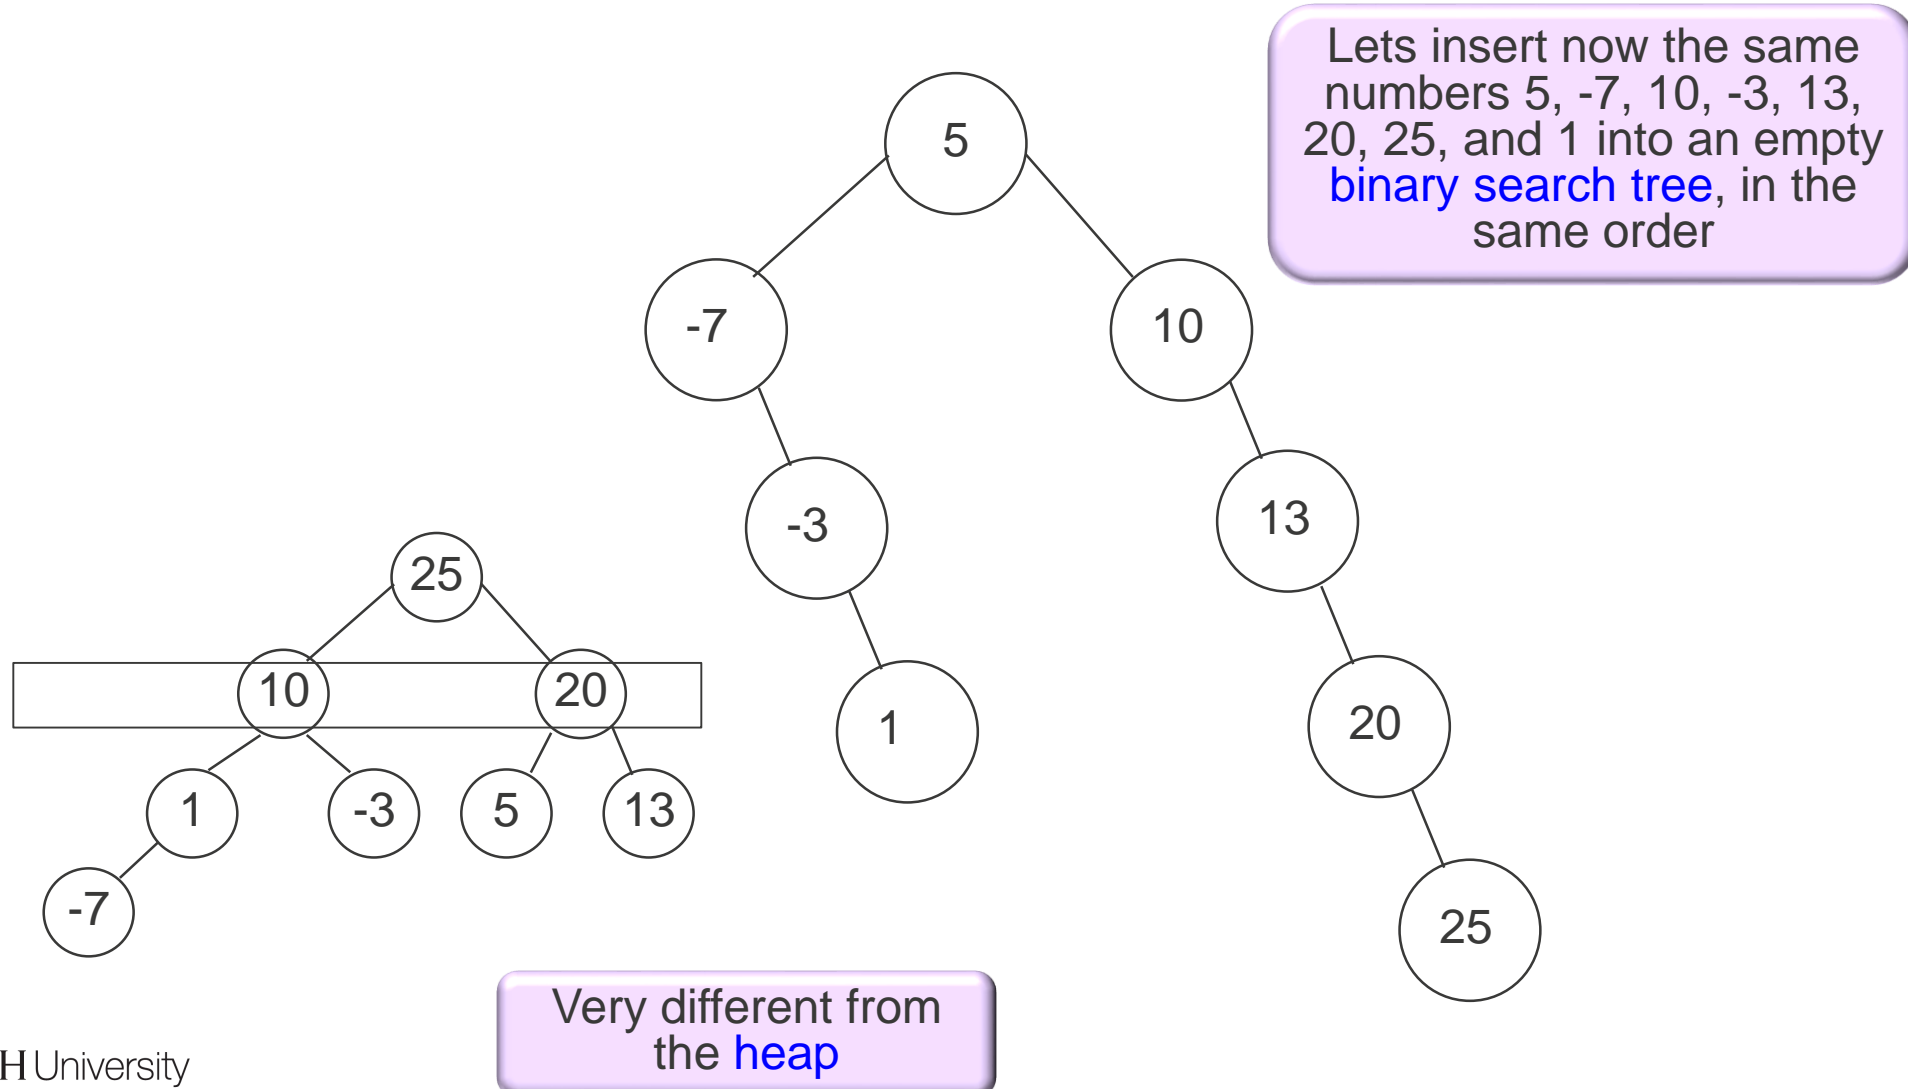 Lets insert now the same
numbers 5, -7, 10, -3, 13,
20, 25, and 1 into an empty
binary search tree, in the
same order
5
-7
10
-3
13
1
20
25
25
10
20
1
-3
5
13
-7
Very different from
the heap
H University